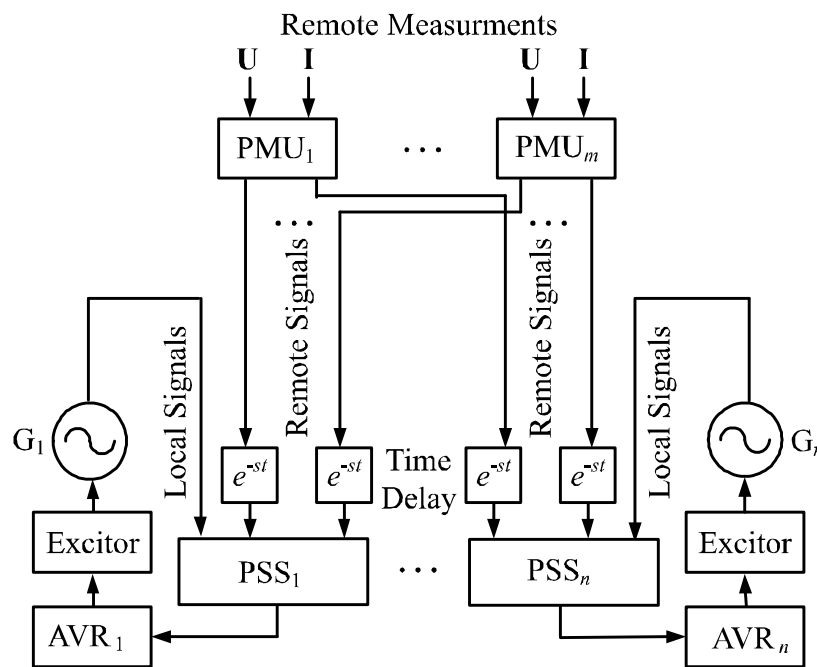 Remote Measurments
U I U I
PMU1 ... PMUm
... ...
Remote Signals
Remote Signals
Local Signals
Local Signals
G1
Gn
e^-st e^-st Time Delay e^-st e^-st
Excitor
Excitor
PSS1 ... PSSn
AVR1
AVRn